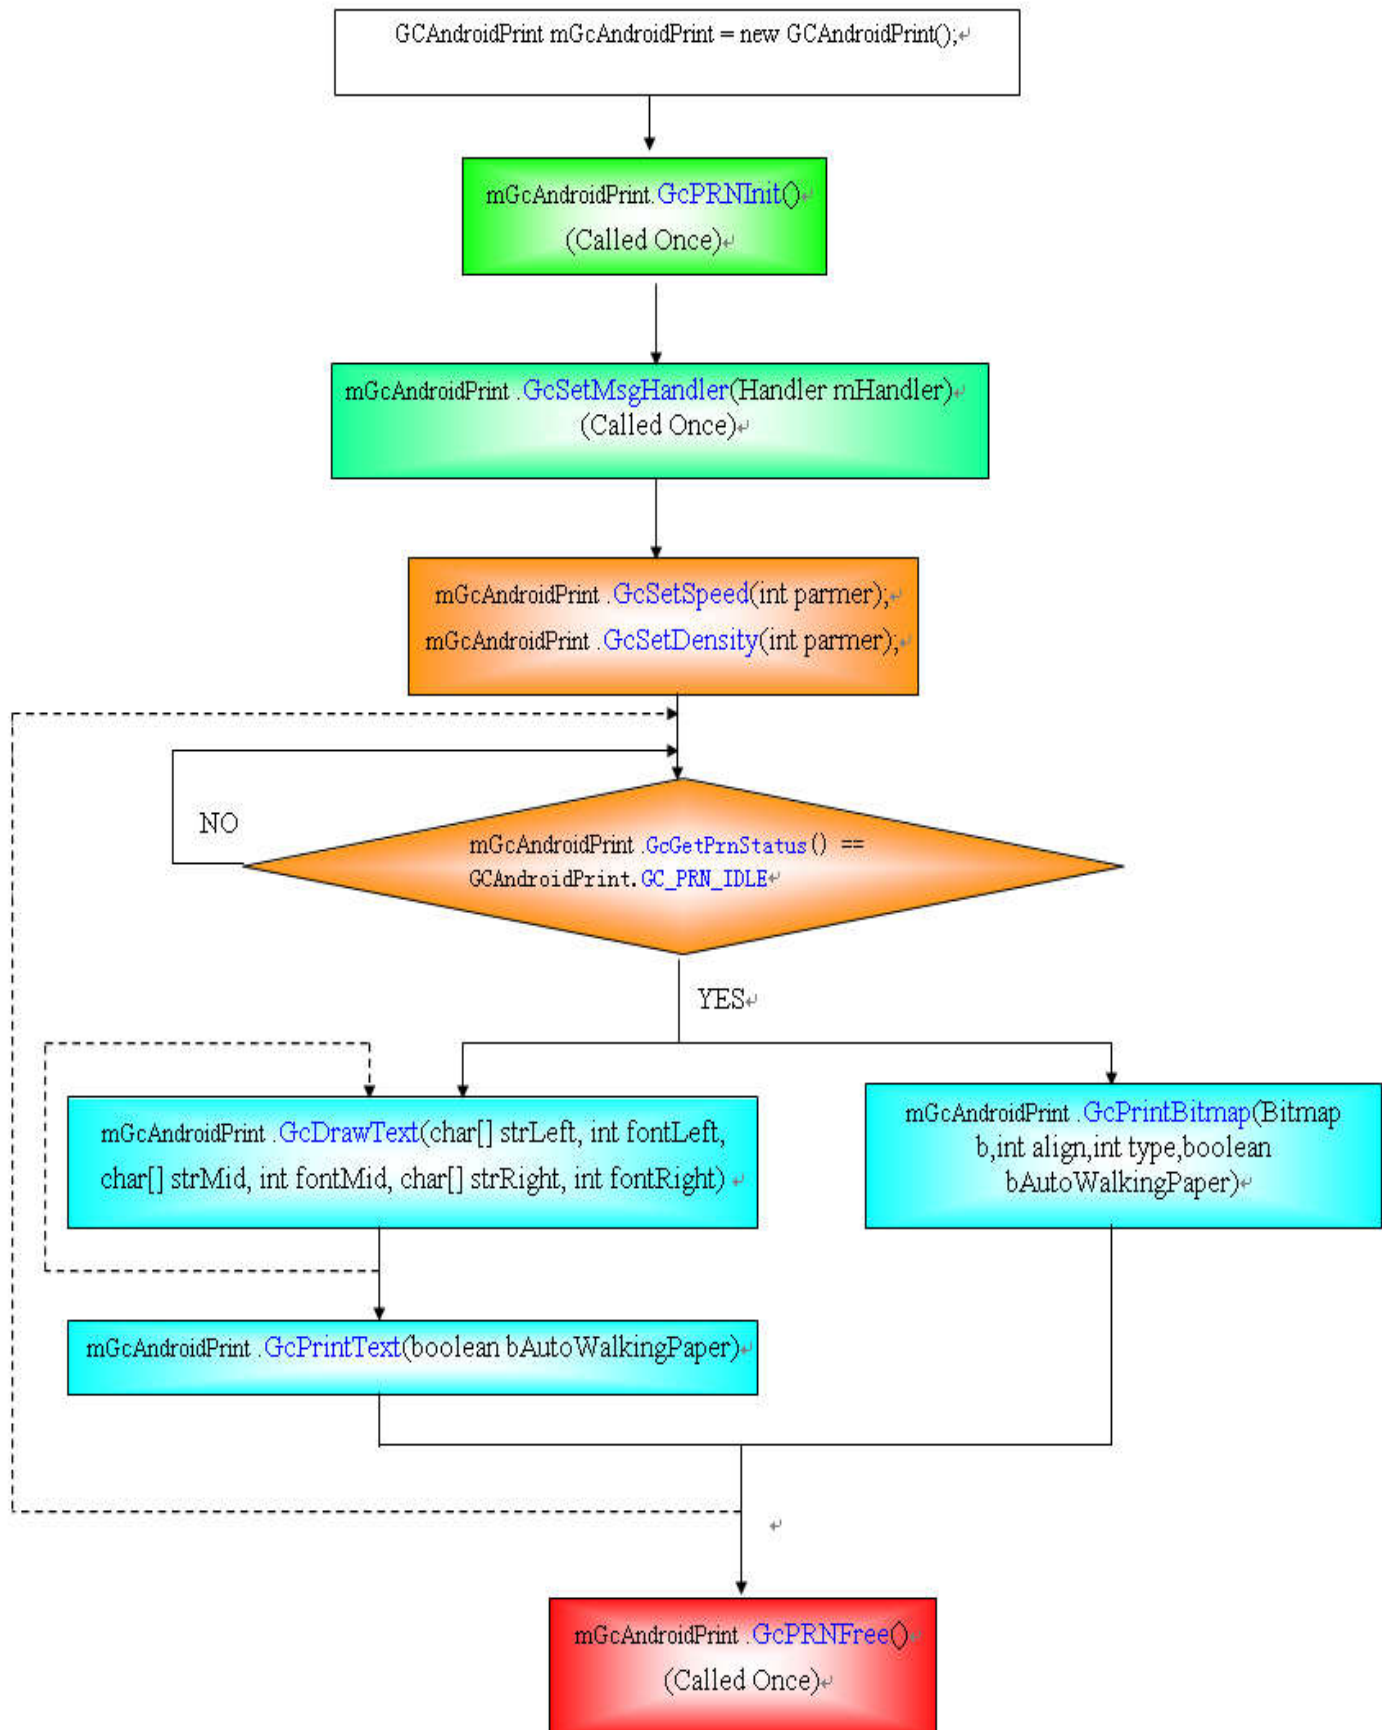 GCAndroidPrint mGcAndroidPrint = new GCAndroidPrint();↵
mGcAndroidPrint.GcPRNInit()↵
(Called Once)↵
mGcAndroidPrint .GcSetMsgHandler(Handler mHandler)↵
(Called Once)↵
mGcAndroidPrint .GcSetSpeed(int parmer);↵
mGcAndroidPrint .GcSetDensity(int parmer);↵
NO
mGcAndroidPrint .GcGetPrnStatus() ==
GCAndroidPrint.GC_PRN_IDLE↵
YES↵
mGcAndroidPrint .GcDrawText(char[] strLeft, int fontLeft,
char[] strMid, int fontMid, char[] strRight, int fontRight) ↵
mGcAndroidPrint .GcPrintBitmap(Bitmap
b,int align,int type,boolean
bAutoWalkingPaper)↵
mGcAndroidPrint .GcPrintText(boolean bAutoWalkingPaper)↵
↵
mGcAndroidPrint .GcPRNFree()↵
(Called Once)↵